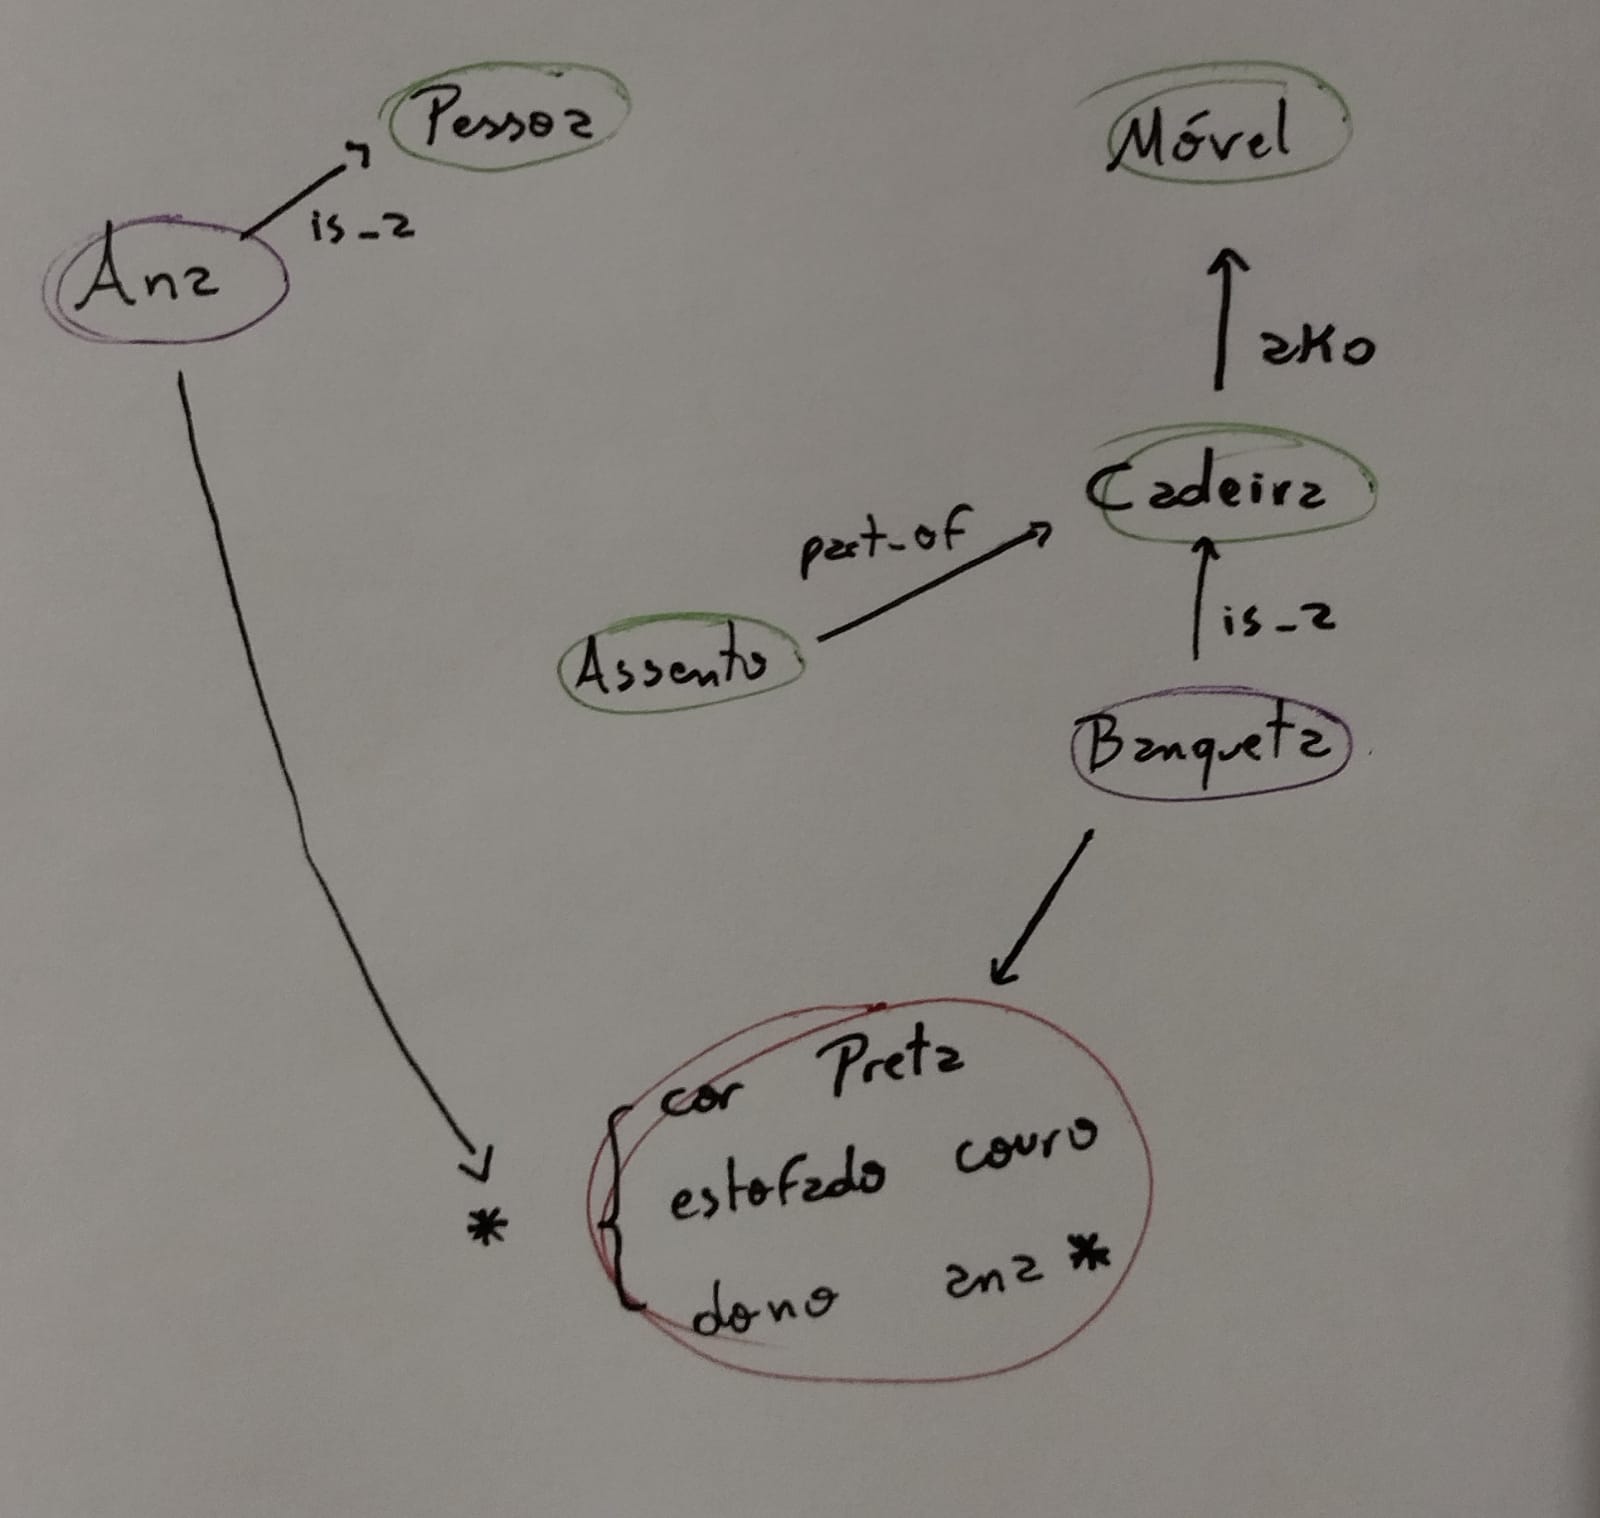 Pessoa
Móvel
is_a
Ana
ako
Cadeira
part_of
is_a
Assento
Banqueta
cor Preta
estofado couro
*
dono ana *